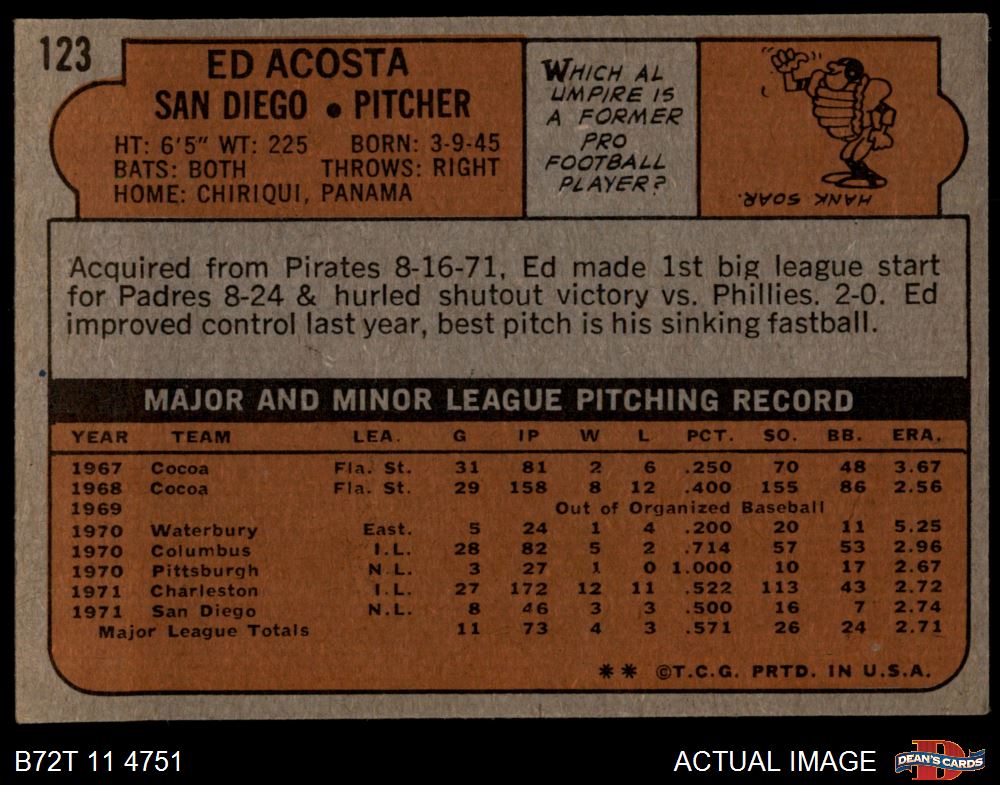 123
ED ACOSTA
SAN DIEGO • PITCHER
HT: 6'5" WT: 225 BORN: 3-9-45
BATS: BOTH THROWS: RIGHT
HOME: CHIRIQUI, PANAMA
WHICH AL
UMPIRE IS
A FORMER
PRO
FOOTBALL
PLAYER?
HANK SOAR.
Acquired from Pirates 8-16-71, Ed made 1st big league start
for Padres 8-24 & hurled shutout victory vs. Phillies. 2-0. Ed
improved control last year, best pitch is his sinking fastball.
MAJOR AND MINOR LEAGUE PITCHING RECORD
YEAR TEAM LEA. G IP W L PCT. SO. BB. ERA.
1967 Cocoa Fla. St. 31 81 2 6 .250 70 48 3.67
1968 Cocoa Fla. St. 29 158 8 12 .400 155 86 2.56
1969 Out of Organized Baseball
1970 Waterbury East. 5 24 1 4 .200 20 11 5.25
1970 Columbus I.L. 28 82 5 2 .714 57 53 2.96
1970 Pittsburgh N.L. 3 27 1 0 1.000 10 17 2.67
1971 Charleston I.L. 27 172 12 11 .522 113 43 2.72
1971 San Diego N.L. 8 46 3 3 .500 16 7 2.74
Major League Totals 11 73 4 3 .571 26 24 2.71
** ©T.C.G. PRTD. IN U.S.A.
B72T 11 4751
ACTUAL IMAGE
DEAN'S CARDS